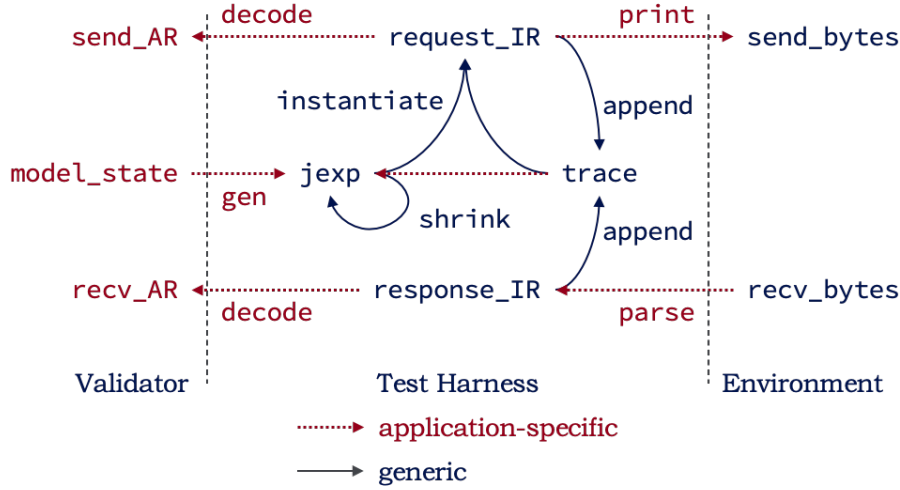 decode print
send_AR request_IR send_bytes
instantiate append
model_state jexp trace
gen
shrink append
recv_AR response_IR recv_bytes
decode parse
Validator Test Harness Environment
application-specific
generic